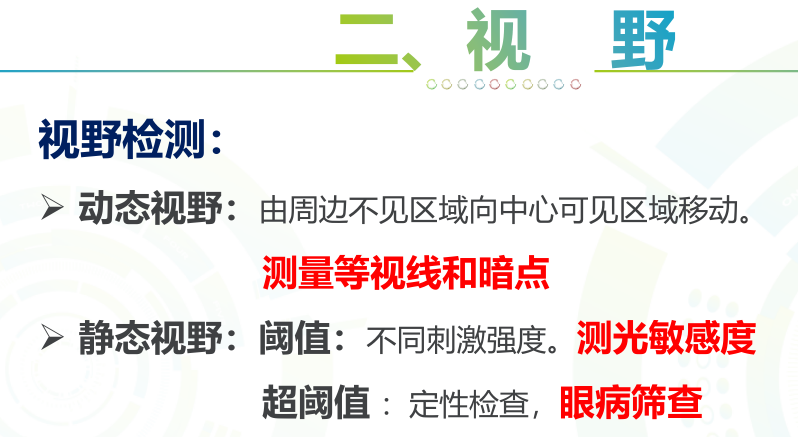 二、视 野
视野检测：
➢ 动态视野：由周边不见区域向中心可见区域移动。
测量等视线和暗点
➢ 静态视野：阈值：不同刺激强度。测光敏感度
超阈值：定性检查，眼病筛查